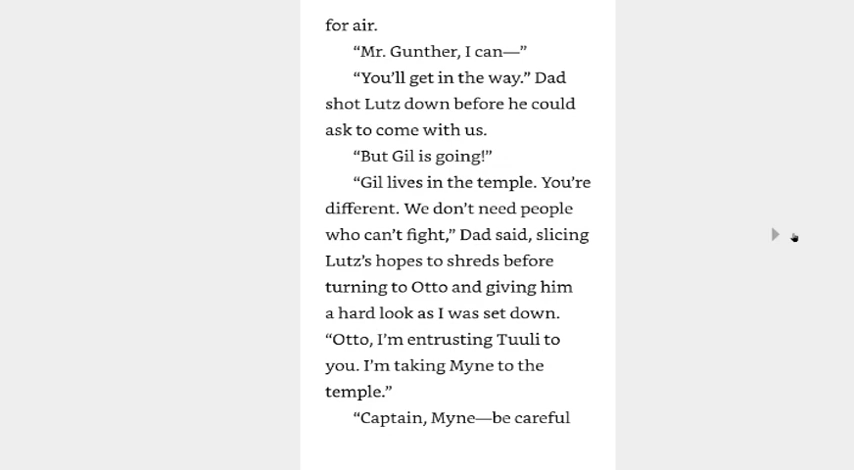 for air.
“Mr. Gunther, I can—”
“You’ll get in the way.” Dad
shot Lutz down before he could
ask to come with us.
“But Gil is going!”
“Gil lives in the temple. You’re
different. We don’t need people
who can’t fight,” Dad said, slicing
Lutz’s hopes to shreds before
turning to Otto and giving him
a hard look as I was set down.
“Otto, I’m entrusting Tuuli to
you. I’m taking Myne to the
temple.”
“Captain, Myne—be careful